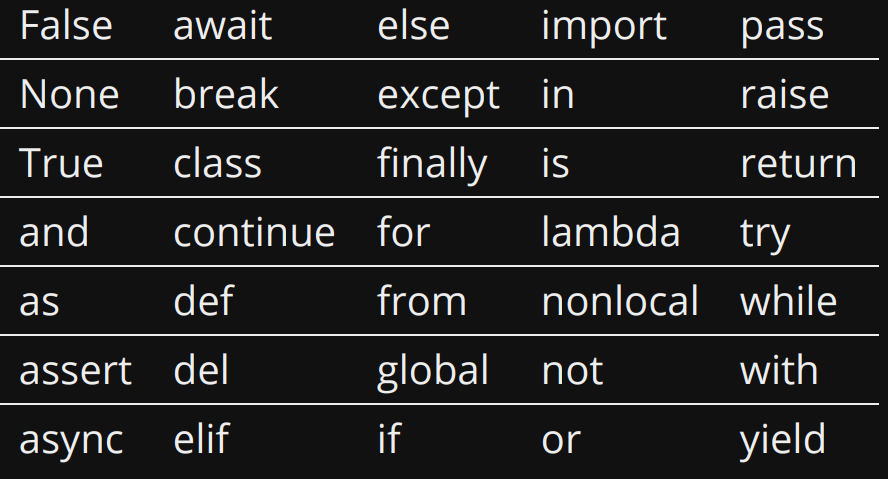 False await else import pass
None break except in raise
True class finally is return
and continue for lambda try
as def from nonlocal while
assert del global not with
async elif if or yield